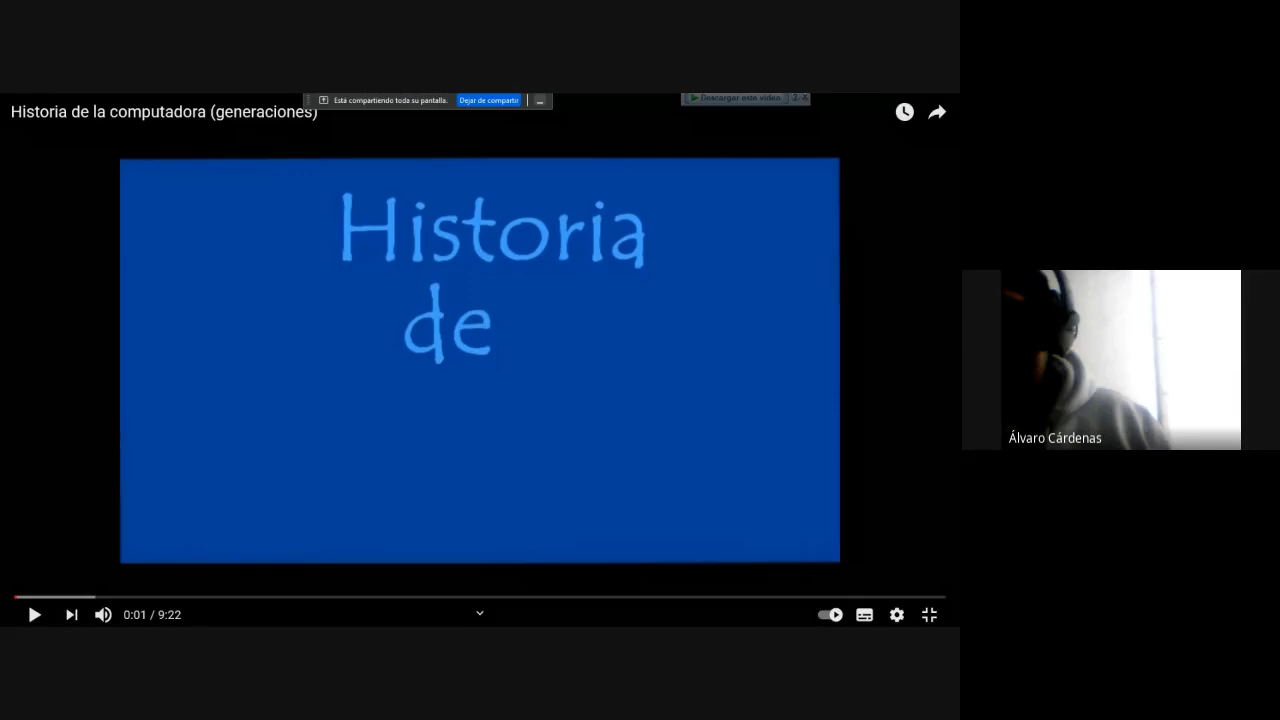 Está compartiendo toda su pantalla. Dejar de compartir
Descargar este video
Historia de la computadora (generaciones)
Historia
de
Álvaro Cárdenas
0:01 / 9:22